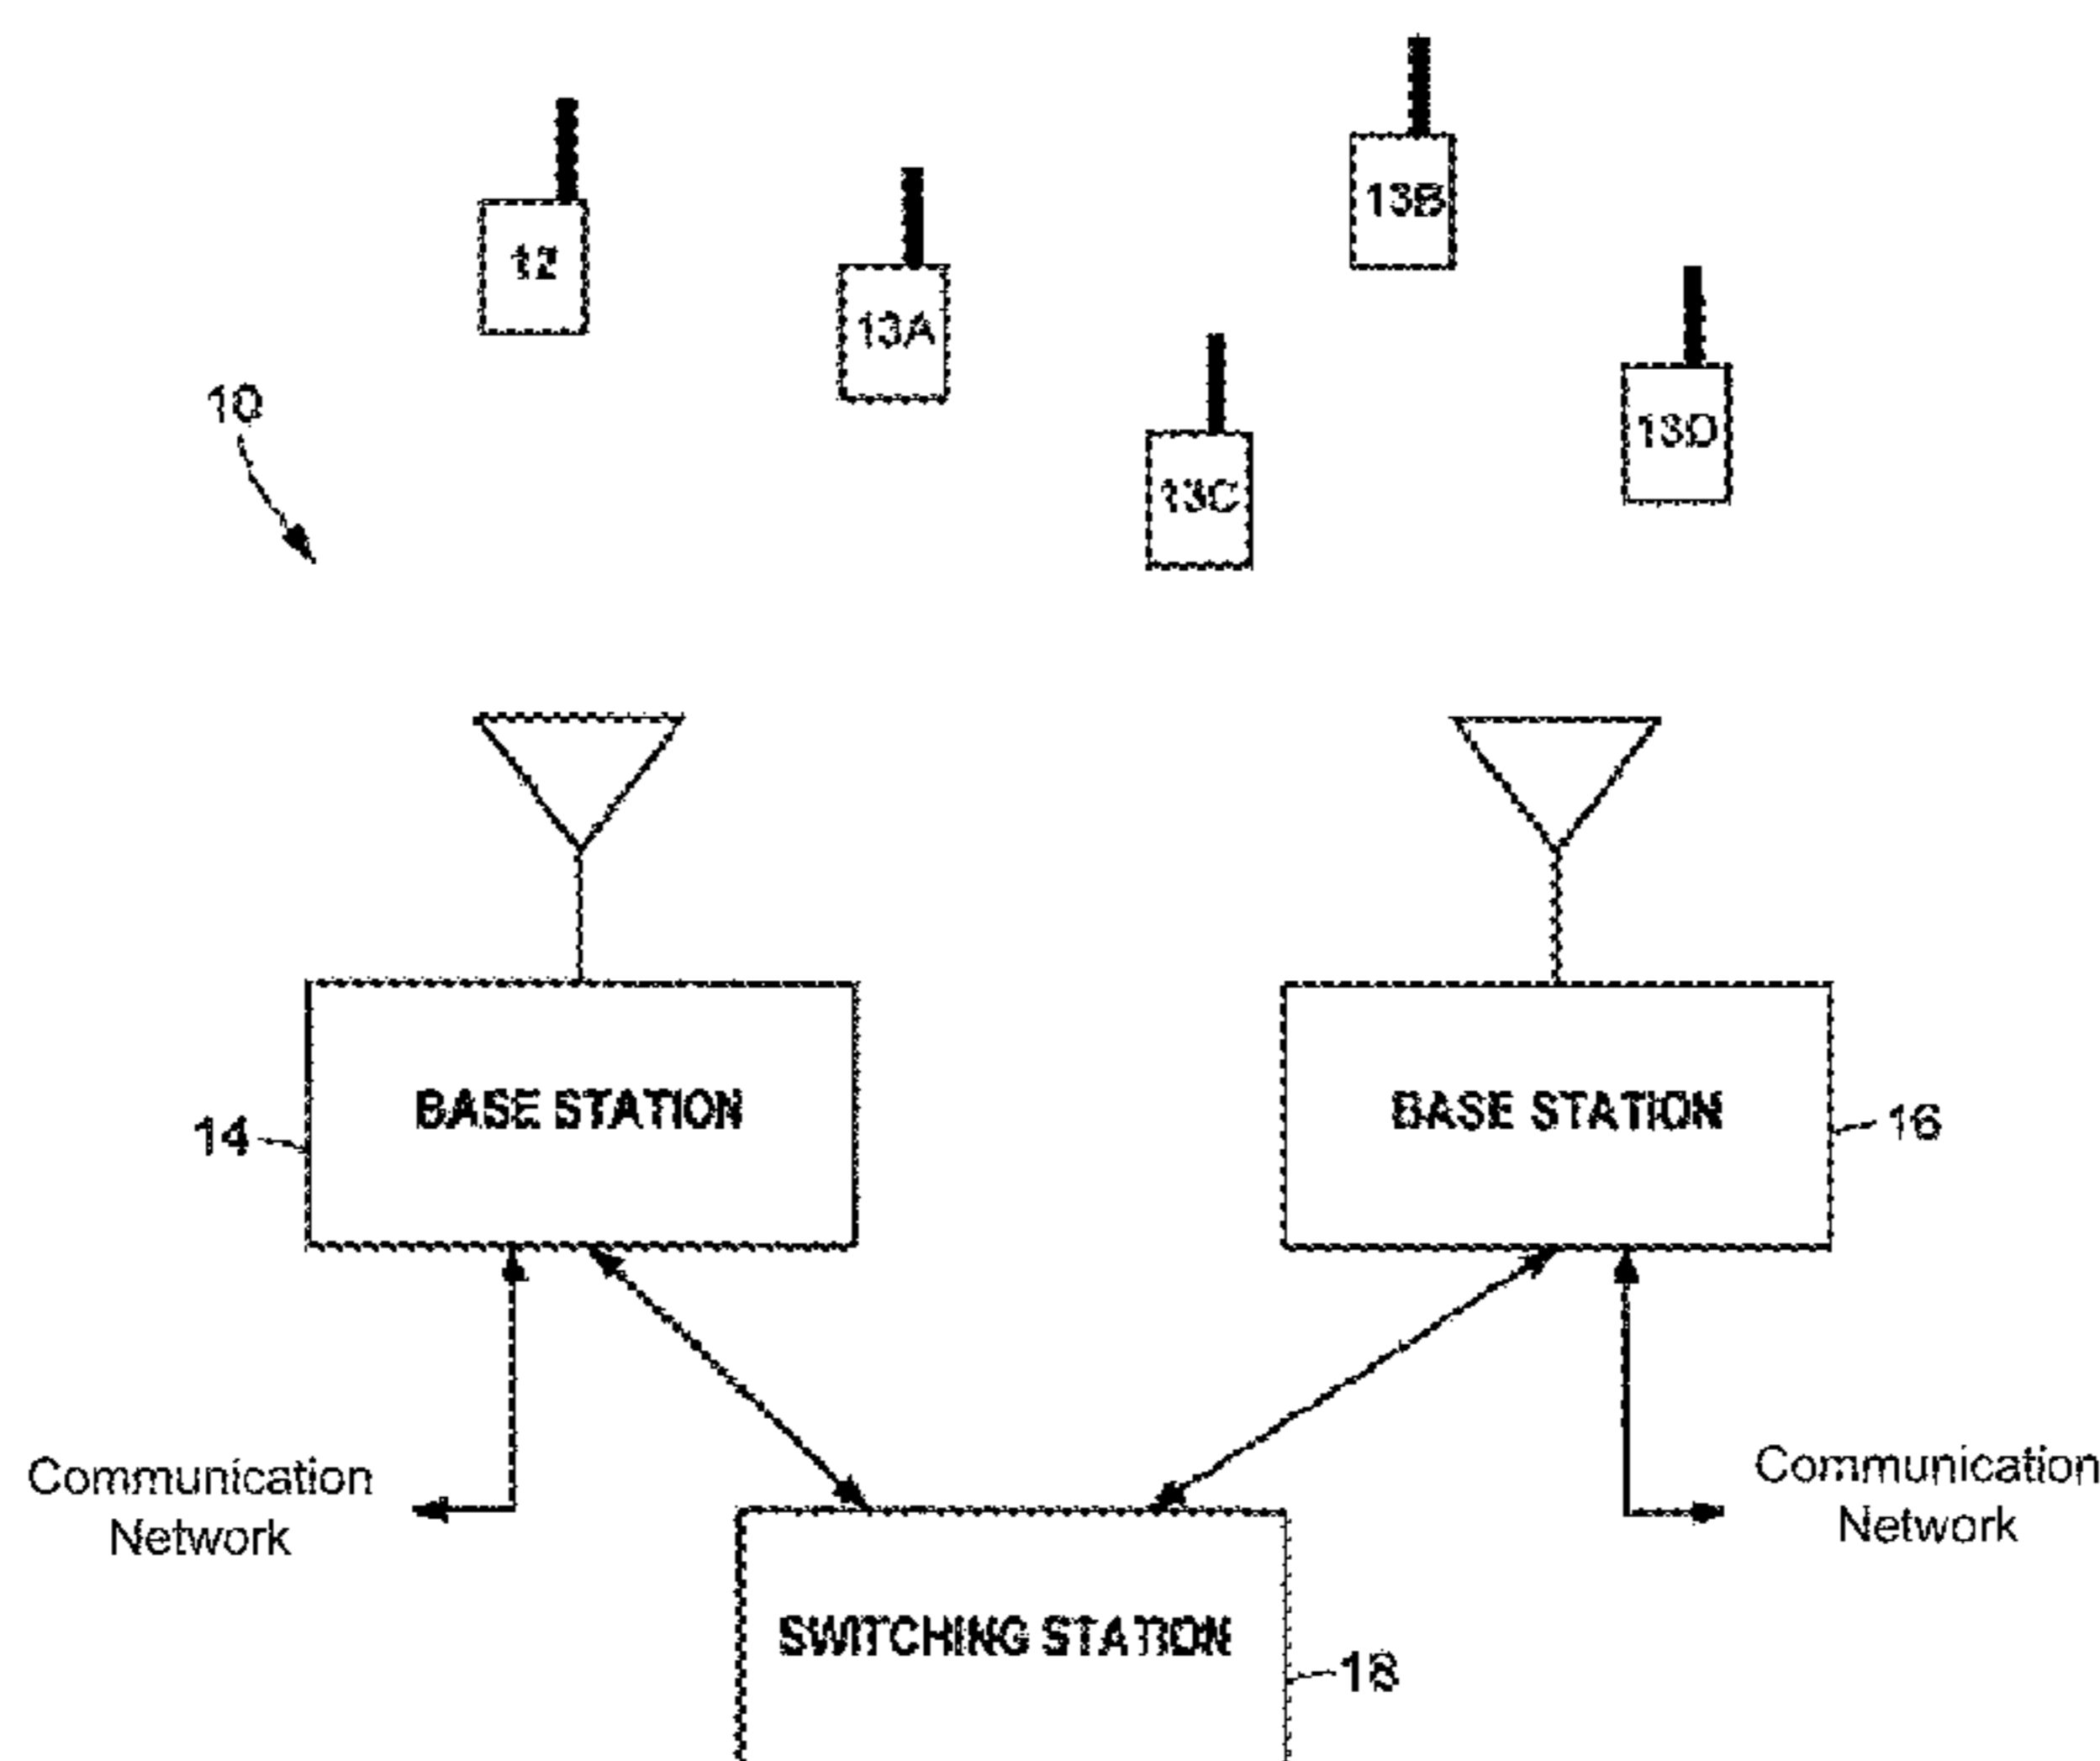 13B
12
13A
10
13D
13C
BASE STATION
BASE STATION
14
16
Communication
Network
Communication
Network
SWITCHING STATION
18